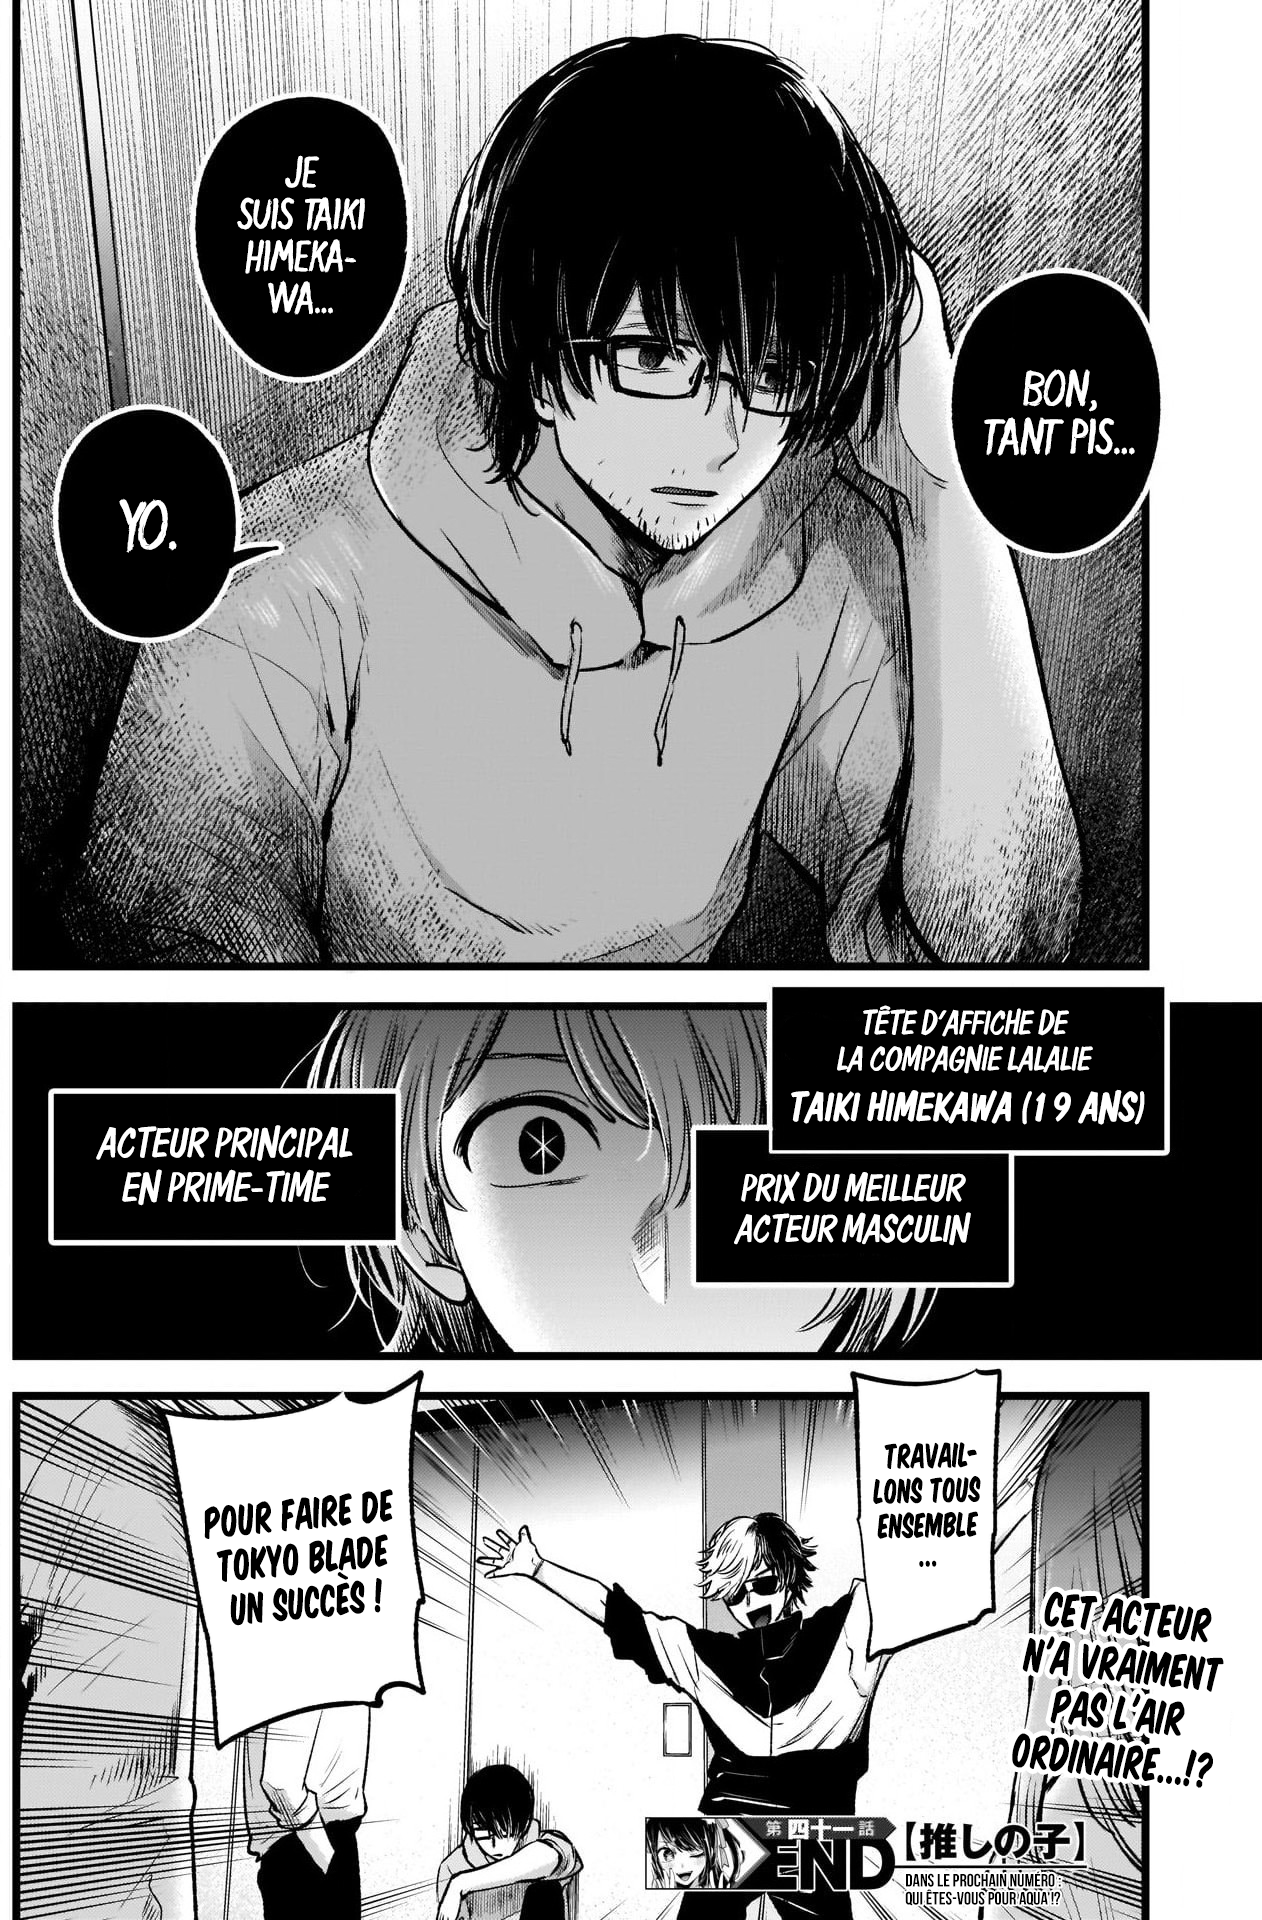 BON,
TANT PIS...
JE
SUIS TAIKI
HIMEKA-
WA...
YO.
TÊTE D'AFFICHE DE
LA COMPAGNIE LALALIE
TAIKI HIMEKAWA (19 ANS)
PRIX DU MEILLEUR
ACTEUR MASCULIN
ACTEUR PRINCIPAL
EN PRIME-TIME
TRAVAIL-
LONS TOUS
ENSEMBLE
...
POUR FAIRE DE
TOKYO BLADE
UN SUCCÈS !
CET ACTEUR
N'A VRAIMENT
PAS L'AIR
ORDINAIRE...!?
第四十一話
END
【推しの子】
DANS LE PROCHAIN NUMÉRO :
QUI ÊTES-VOUS POUR AQUA !?